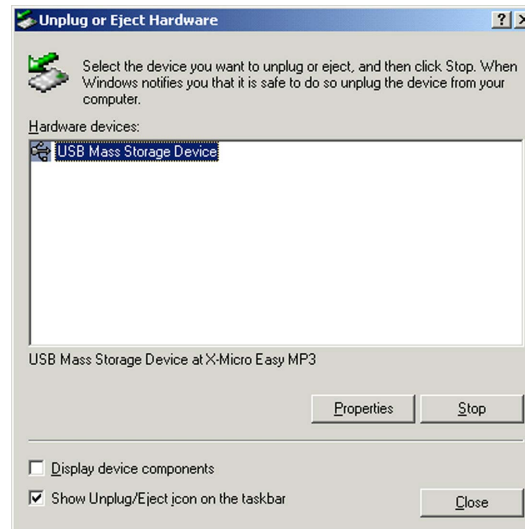 Unplug or Eject Hardware
Select the device you want to unplug or eject, and then click Stop. When
Windows notifies you that it is safe to do so unplug the device from your
computer.
Hardware devices:
USB Mass Storage Device
USB Mass Storage Device at X-Micro Easy MP3
Properties
Stop
Display device components
Show Unplug/Eject icon on the taskbar
Close